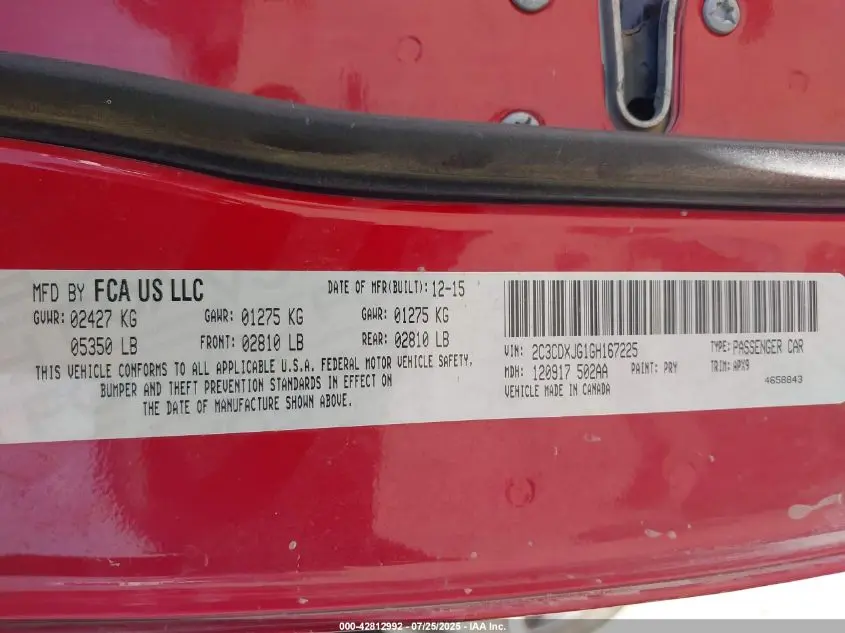 MFD BY FCA US LLC
DATE OF MFR(BUILT): 12-15
GVWR: 02427 KG
GAWR: 01275 KG
GAWR: 01275 KG
05350 LB
FRONT: 02810 LB
REAR: 02810 LB
THIS VEHICLE CONFORMS TO ALL APPLICABLE U.S.A. FEDERAL MOTOR VEHICLE SAFETY,
BUMPER AND THEFT PREVENTION STANDARDS IN EFFECT ON
THE DATE OF MANUFACTURE SHOWN ABOVE.
VIN: 2C3CDXJG1GH167225
TYPE: PASSENGER CAR
MDH: 120917 502AA
PAINT: PRY
TRIM: APX9
VEHICLE MADE IN CANADA
4658843
000-42812992 - 07/25/2025 - IAA Inc.